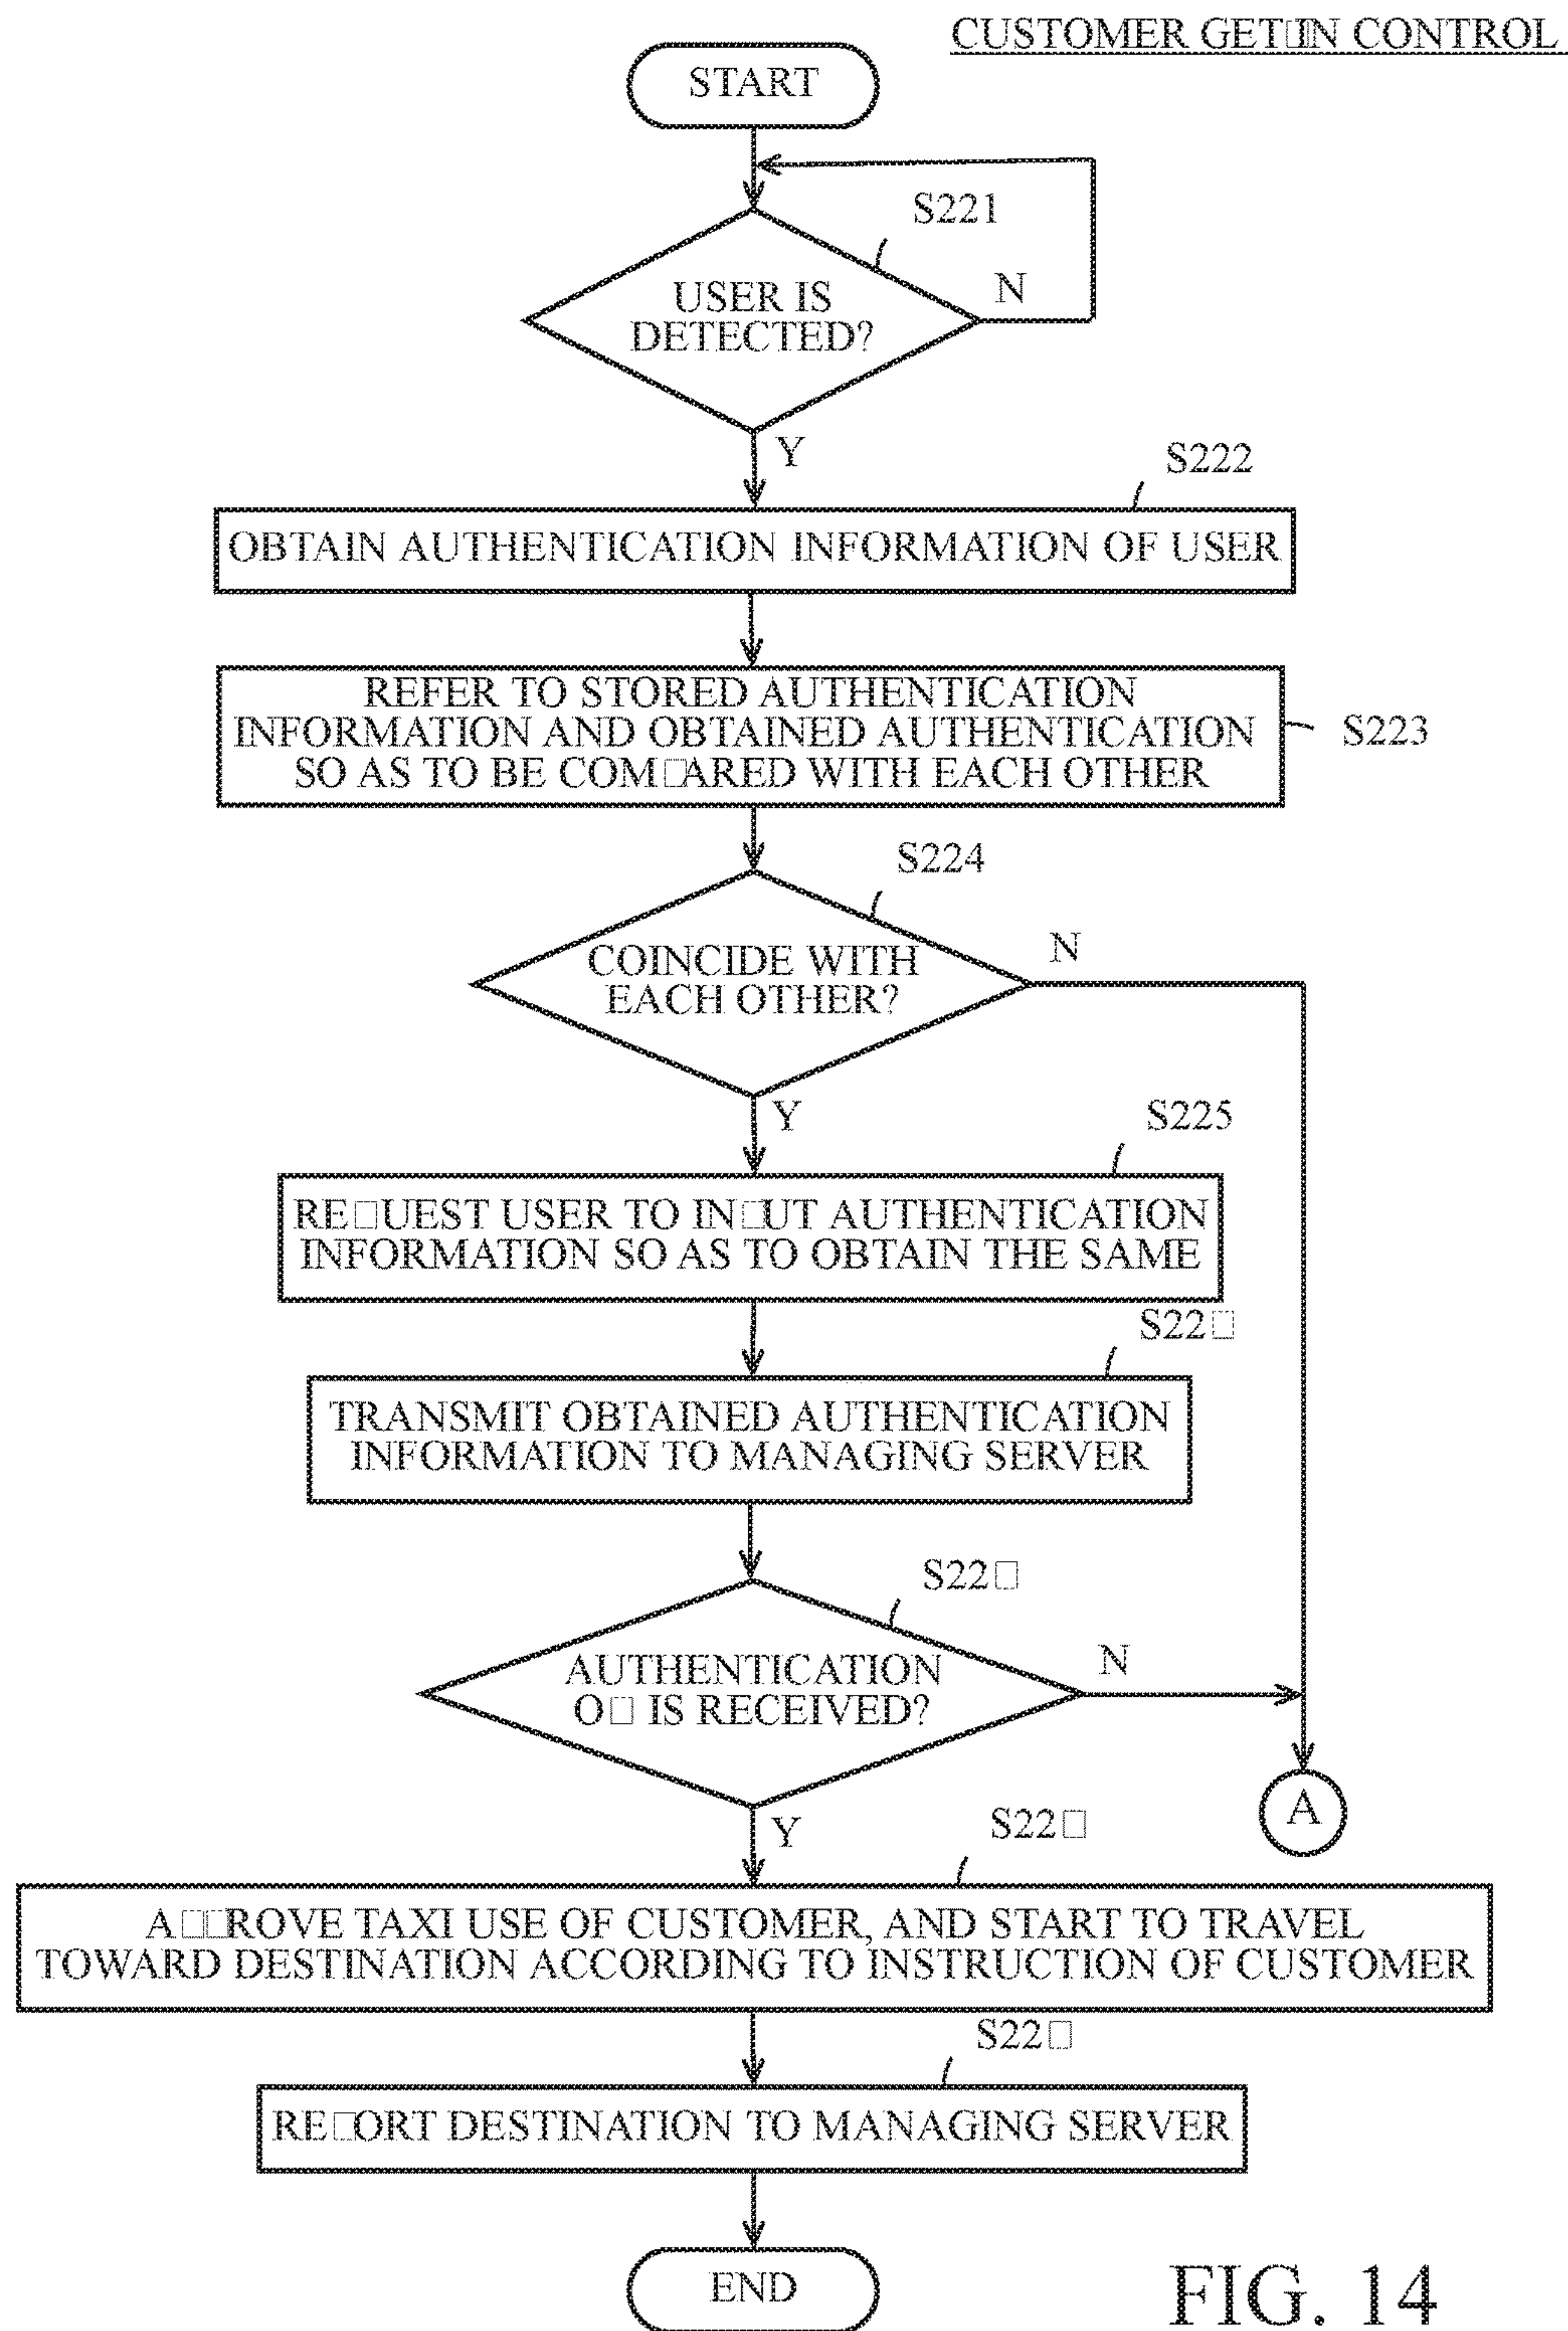 CUSTOMER GET□IN CONTROL
START
S221
USER IS
DETECTED?
N
Y
S222
OBTAIN AUTHENTICATION INFORMATION OF USER
REFER TO STORED AUTHENTICATION
INFORMATION AND OBTAINED AUTHENTICATION
SO AS TO BE COM□ARED WITH EACH OTHER
S223
S224
COINCIDE WITH
EACH OTHER?
N
Y
S225
RE□UEST USER TO IN□UT AUTHENTICATION
INFORMATION SO AS TO OBTAIN THE SAME
S22□
TRANSMIT OBTAINED AUTHENTICATION
INFORMATION TO MANAGING SERVER
S22□
AUTHENTICATION
O□ IS RECEIVED?
N
A
Y
S22□
A□□ROVE TAXI USE OF CUSTOMER, AND START TO TRAVEL
TOWARD DESTINATION ACCORDING TO INSTRUCTION OF CUSTOMER
S22□
RE□ORT DESTINATION TO MANAGING SERVER
END
FIG. 14